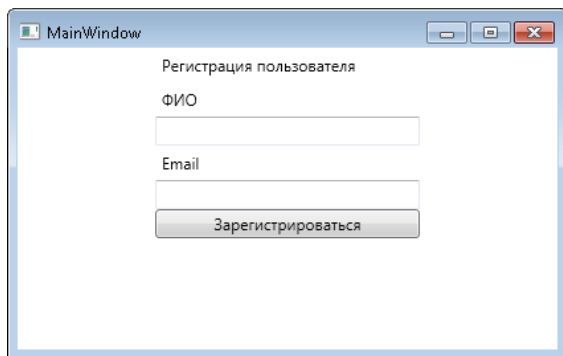 MainWindow
Регистрация пользователя
ФИО
Email
Зарегистрироваться